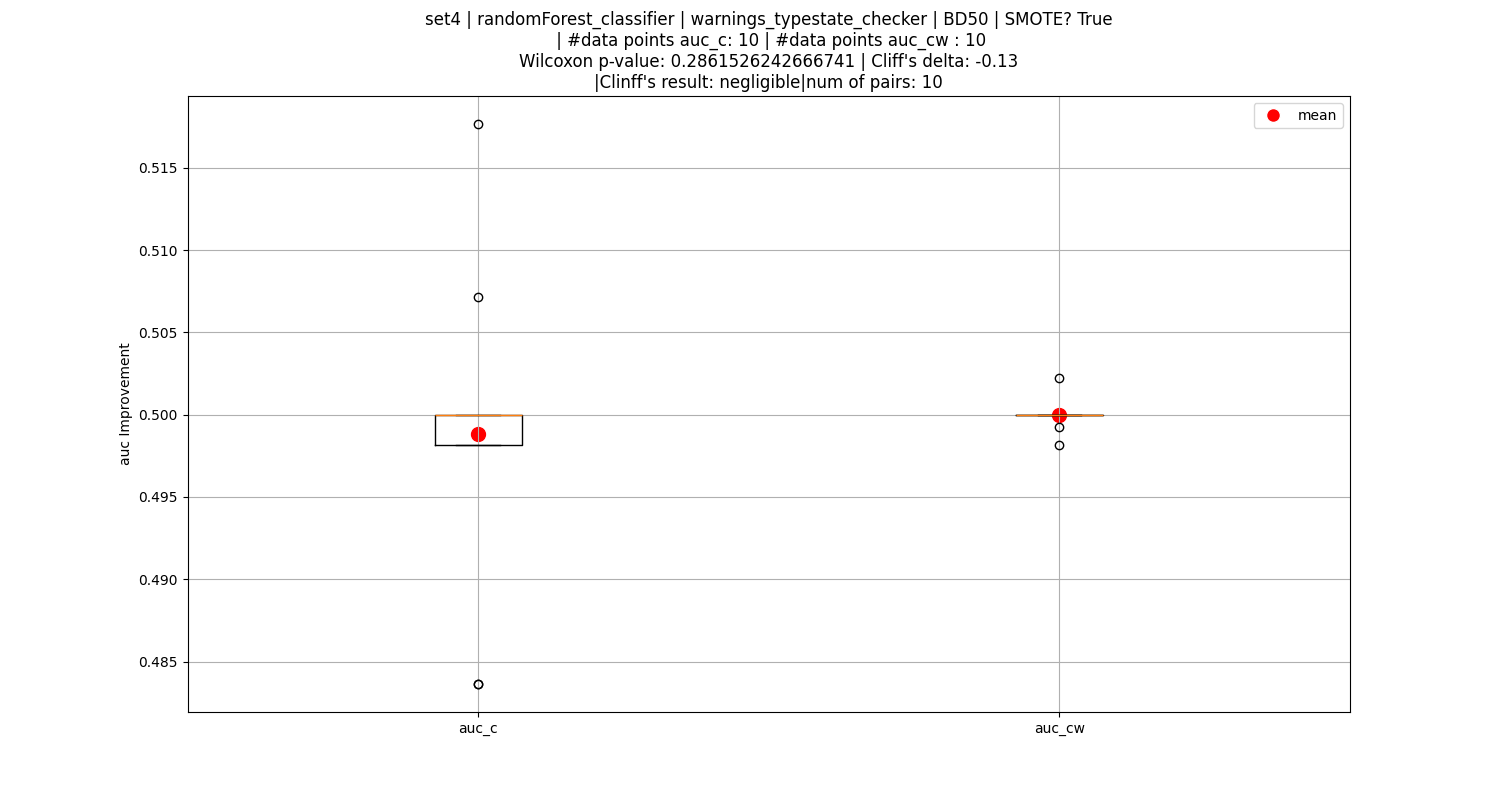 set4 | randomForest_classifier | warnings_typestate_checker | BD50 | SMOTE? True
| #data points auc_c: 10 | #data points auc_cw : 10
Wilcoxon p-value: 0.2861526242666741 | Cliff's delta: -0.13
|Clinff's result: negligible|num of pairs: 10
mean
0.515
0.510
0.505
0.500
0.495
0.490
0.485
auc Improvement
auc_c
auc_cw